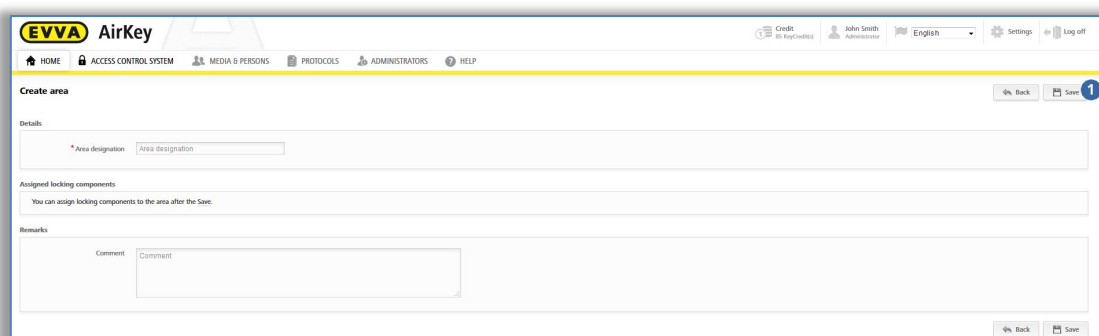 EVVA AirKey
Credit
85 KeyCredit(s)
John Smith
Administrator
English
Settings
Log off
HOME ACCESS CONTROL SYSTEM MEDIA & PERSONS PROTOCOLS ADMINISTRATORS ? HELP
Create area
Back Save 1
Details
* Area designation Area designation
Assigned locking components
You can assign locking components to the area after the Save.
Remarks
Comment Comment
Back Save